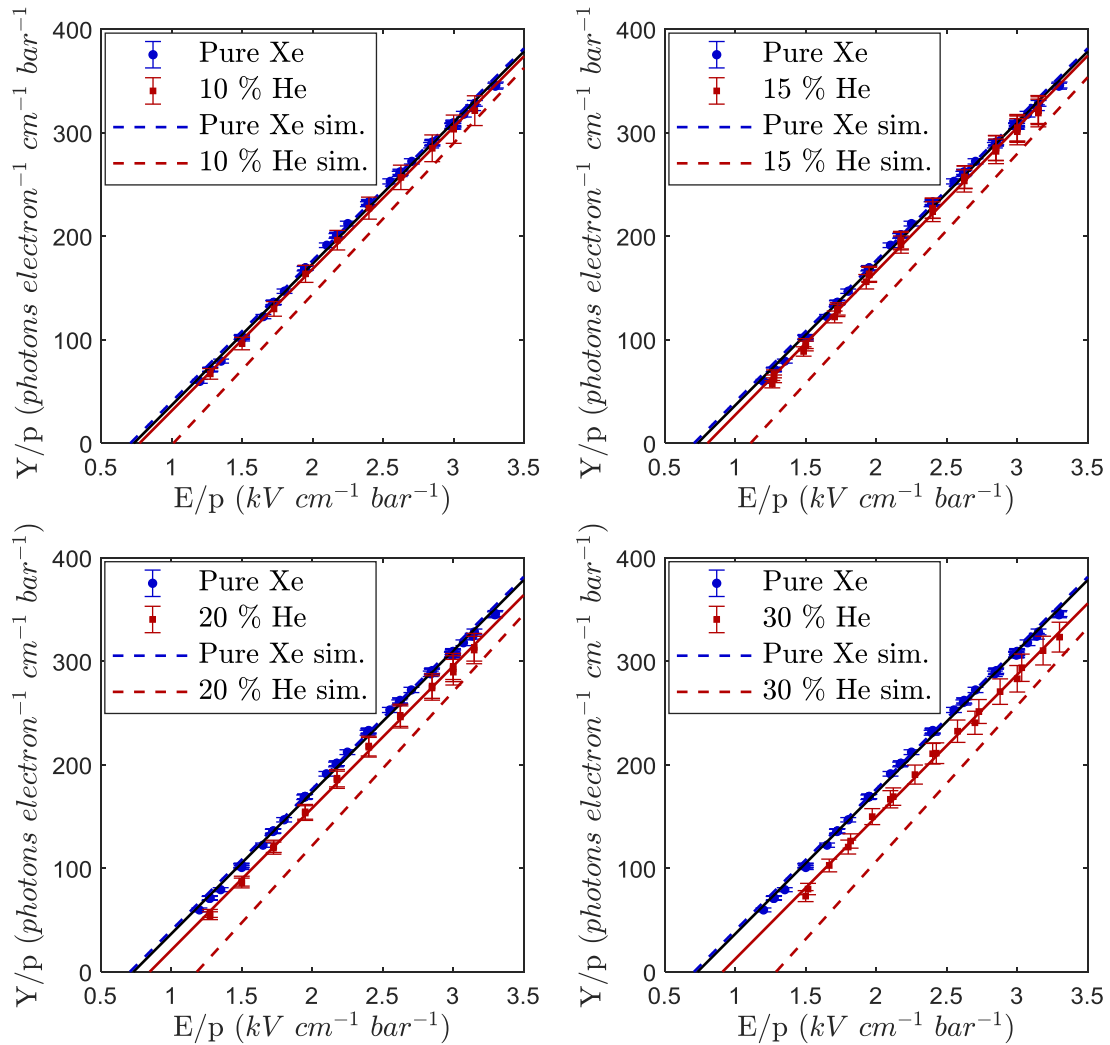 400
300
200
100
0
Y/p (photons electron⁻¹ cm⁻¹ bar⁻¹)
Pure Xe
10 % He
Pure Xe sim.
10 % He sim.
0.5 1 1.5 2 2.5 3 3.5
E/p (kV cm⁻¹ bar⁻¹)
400
300
200
100
0
Y/p (photons electron⁻¹ cm⁻¹ bar⁻¹)
Pure Xe
15 % He
Pure Xe sim.
15 % He sim.
0.5 1 1.5 2 2.5 3 3.5
E/p (kV cm⁻¹ bar⁻¹)
400
300
200
100
0
Y/p (photons electron⁻¹ cm⁻¹ bar⁻¹)
Pure Xe
20 % He
Pure Xe sim.
20 % He sim.
0.5 1 1.5 2 2.5 3 3.5
E/p (kV cm⁻¹ bar⁻¹)
400
300
200
100
0
Y/p (photons electron⁻¹ cm⁻¹ bar⁻¹)
Pure Xe
30 % He
Pure Xe sim.
30 % He sim.
0.5 1 1.5 2 2.5 3 3.5
E/p (kV cm⁻¹ bar⁻¹)